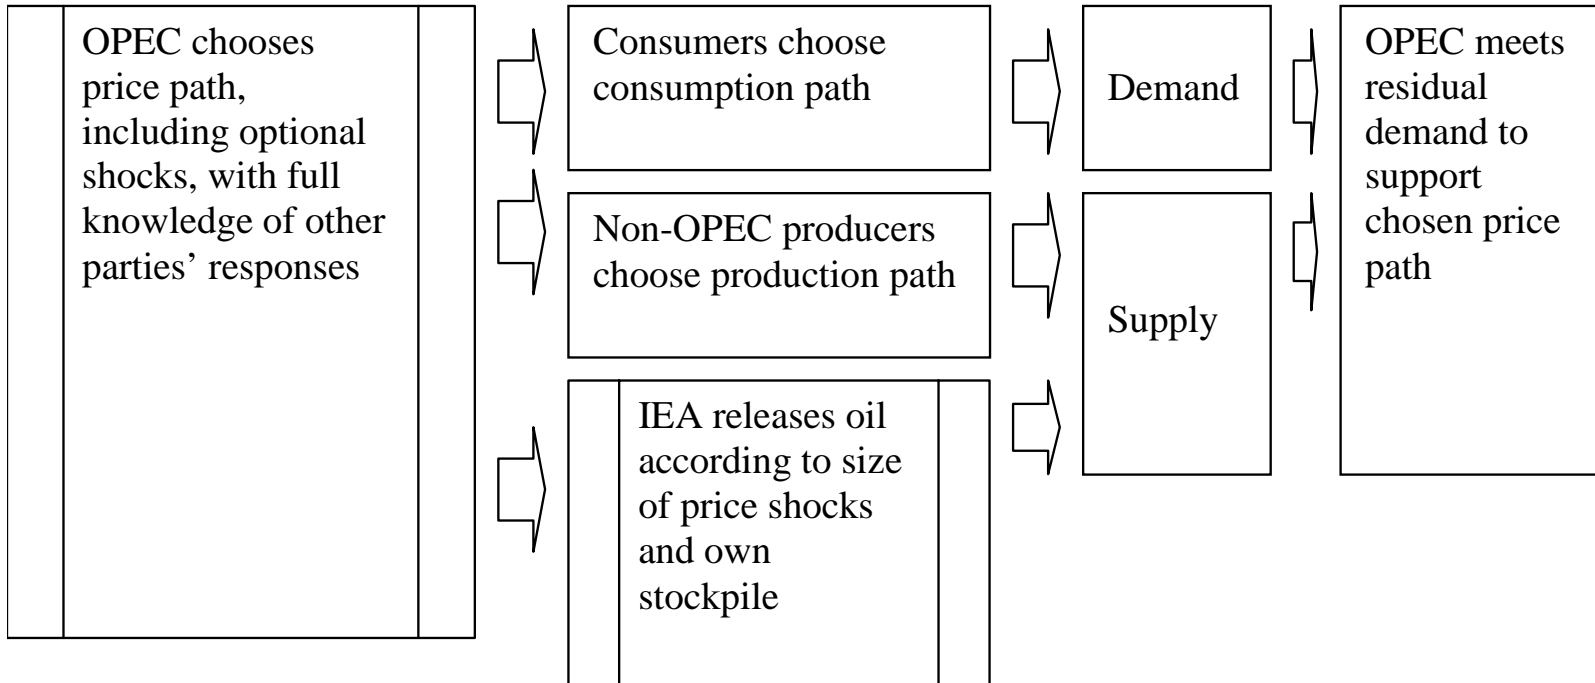 OPEC chooses
price path,
including optional
shocks, with full
knowledge of other
parties’ responses
Consumers choose
consumption path
Non-OPEC producers
choose production path
IEA releases oil
according to size
of price shocks
and own
stockpile
Demand
Supply
OPEC meets
residual
demand to
support
chosen price
path